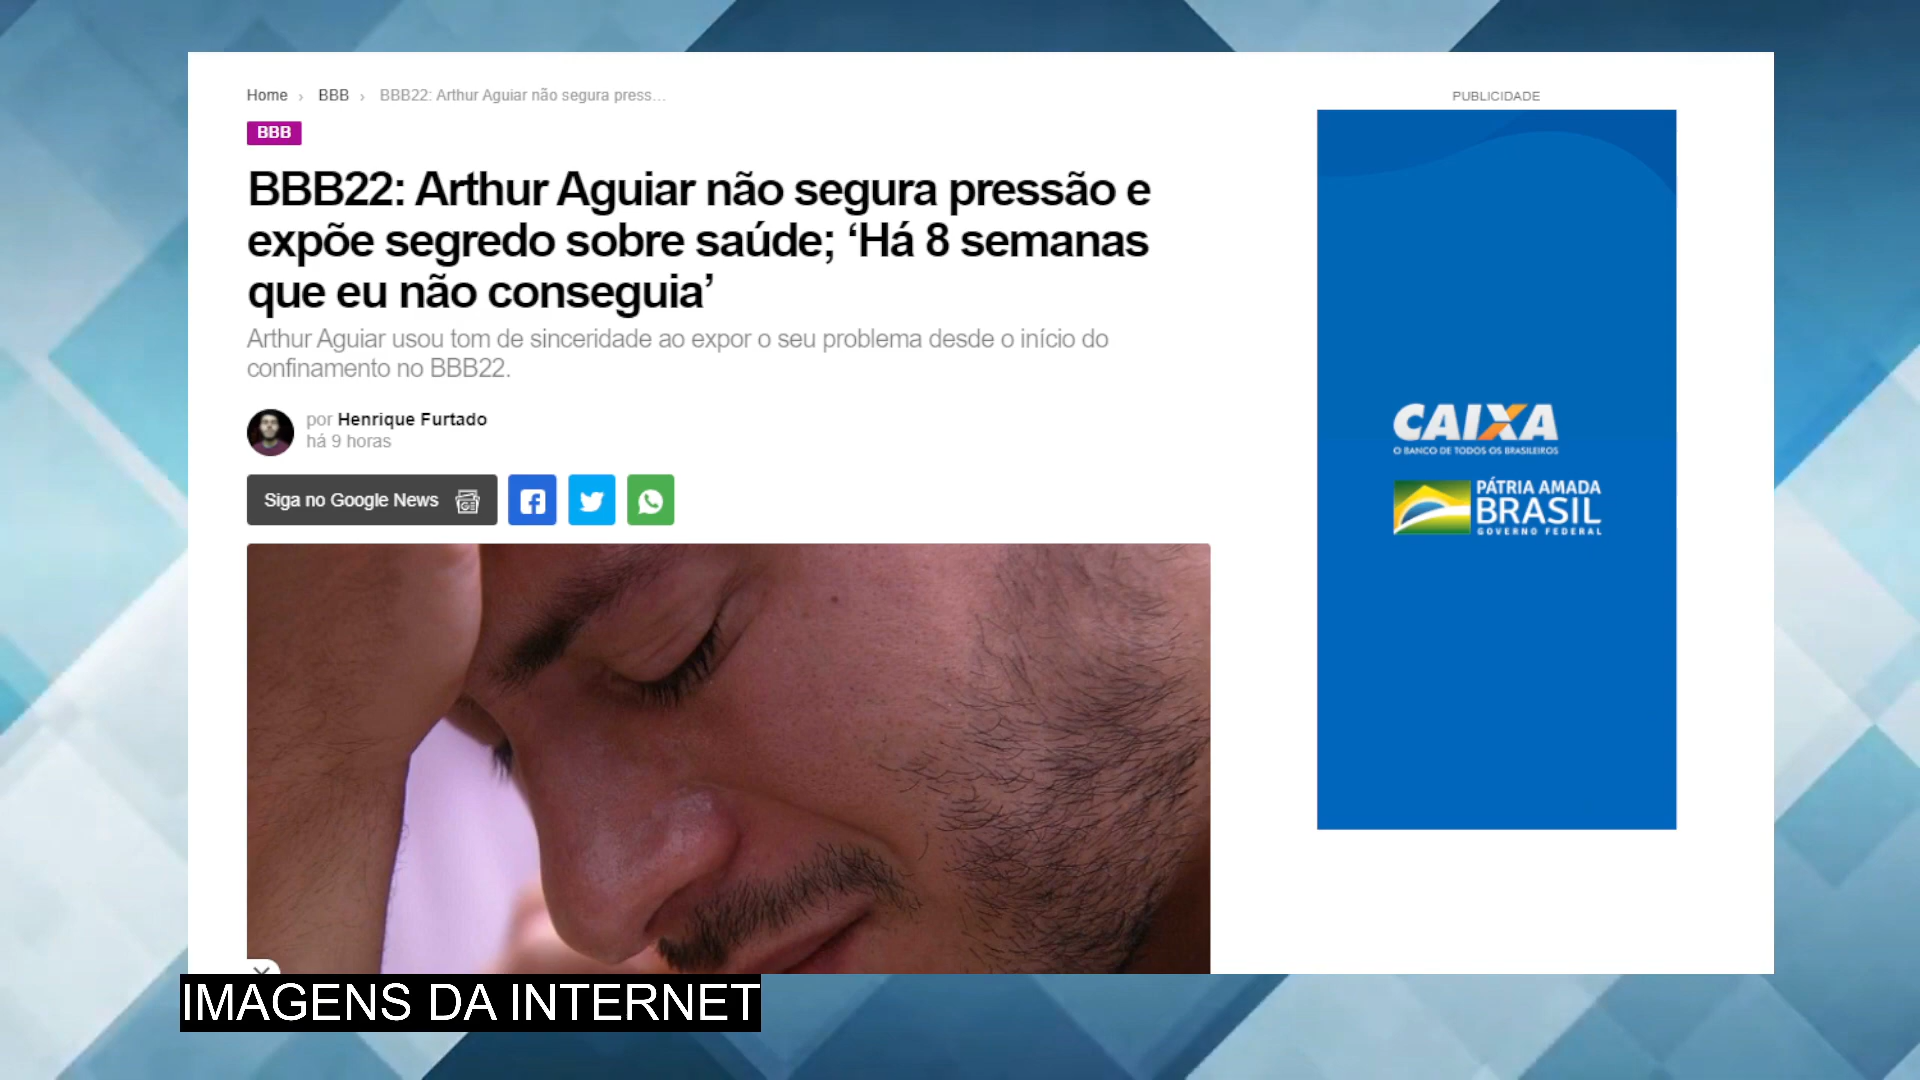 Home › BBB › BBB22: Arthur Aguiar não segura press...
PUBLICIDADE
BBB
BBB22: Arthur Aguiar não segura pressão e
expõe segredo sobre saúde; ‘Há 8 semanas
que eu não conseguia’
Arthur Aguiar usou tom de sinceridade ao expor o seu problema desde o início do
confinamento no BBB22.
por Henrique Furtado
há 9 horas
Siga no Google News
CAIXA
O BANCO DE TODOS OS BRASILEIROS
PÁTRIA AMADA
BRASIL
GOVERNO FEDERAL
IMAGENS DA INTERNET